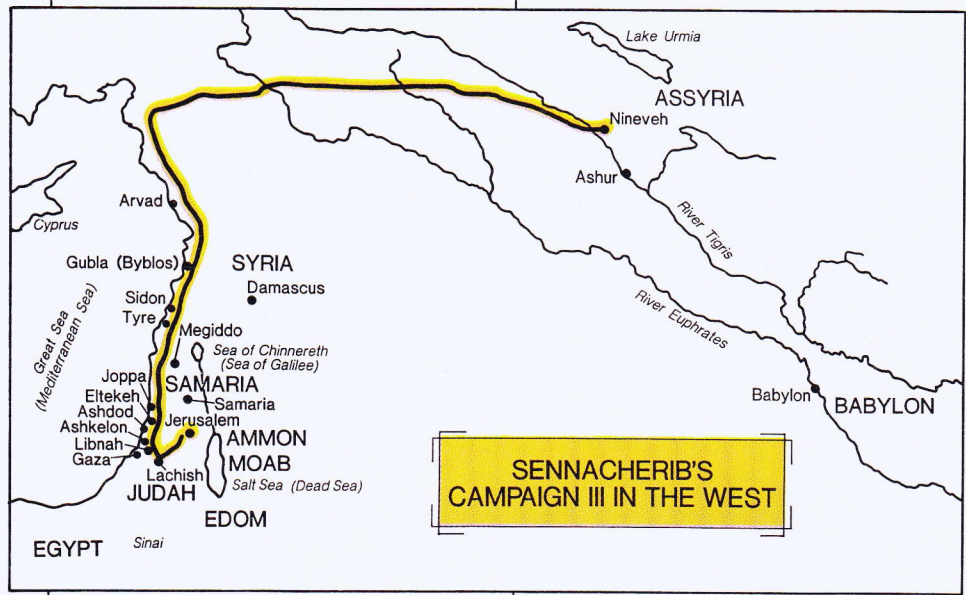 Lake Urmia
ASSYRIA
Nineveh
Ashur
Arvad
Cyprus
River Tigris
Gubla (Byblos)
SYRIA
Damascus
Sidon
Tyre
River Euphrates
Great Sea
(Mediterranean Sea)
Megiddo
Sea of Chinnereth
(Sea of Galilee)
Joppa
SAMARIA
Samaria
Eltekeh
Ashdod
Jerusalem
Ashkelon
Libnah
Gaza
AMMON
MOAB
Lachish
JUDAH
Salt Sea (Dead Sea)
EDOM
Babylon
BABYLON
SENNACHERIB'S
CAMPAIGN III IN THE WEST
EGYPT
Sinai